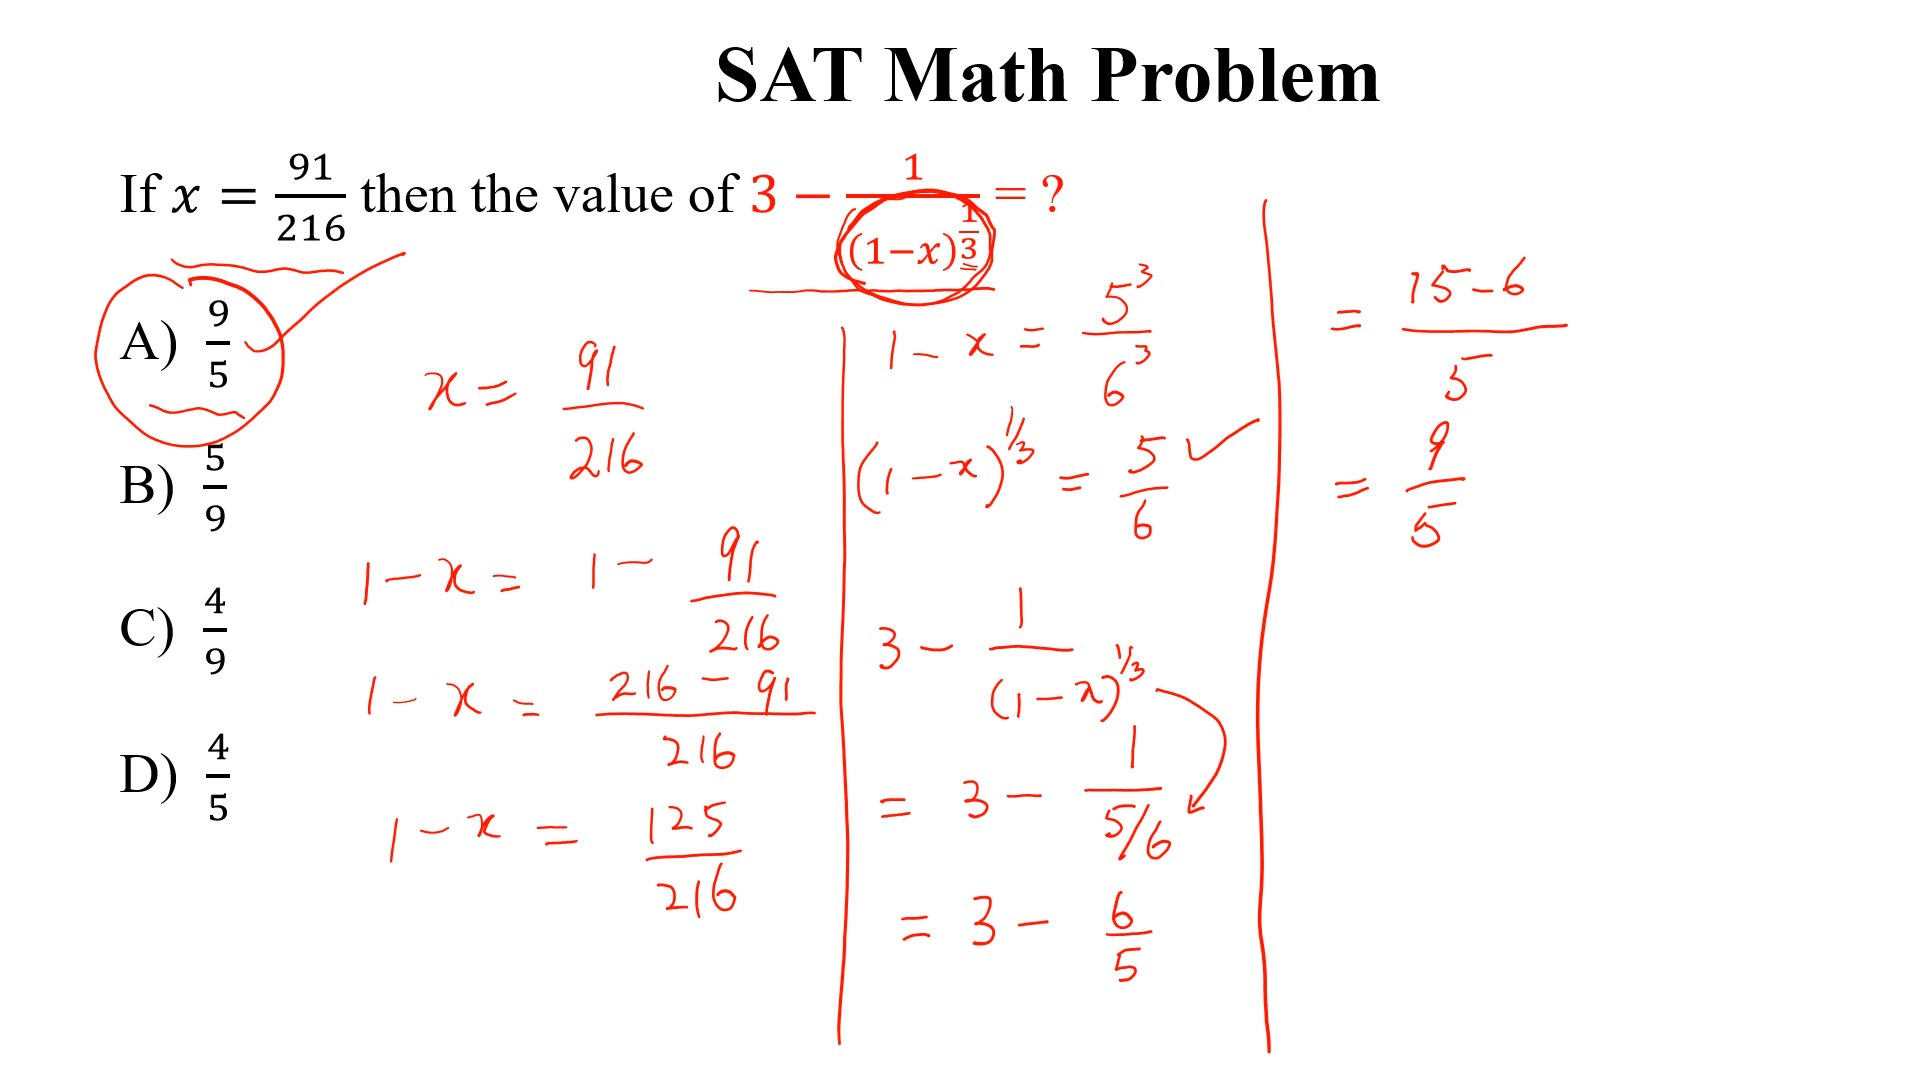 SAT Math Problem
If x = 91/216 then the value of 3 − 1/(1−x)^(1/3) = ?
A) 9/5
B) 5/9
C) 4/9
D) 4/5
x = 91/216
1 − x = 1 − 91/216
1 − x = (216 − 91)/216
1 − x = 125/216
1 − x = 5³/6³
(1 − x)^(1/3) = 5/6
3 − 1/(1 − x)^(1/3)
= 3 − 1/(5/6)
= 3 − 6/5
= (15 − 6)/5
= 9/5